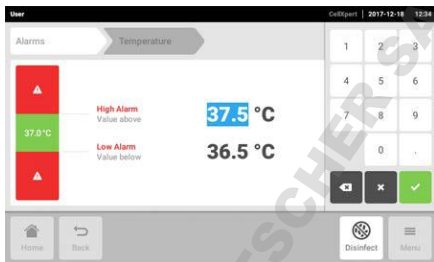 User
CellXpert 2017-12-18 12:34
Alarms
Temperature
1 2 3
4 5 6
7 8 9
0 .
37.0°C
High Alarm
Value above
37.5 °C
Low Alarm
Value below
36.5 °C
Home
Back
Disinfect
Menu